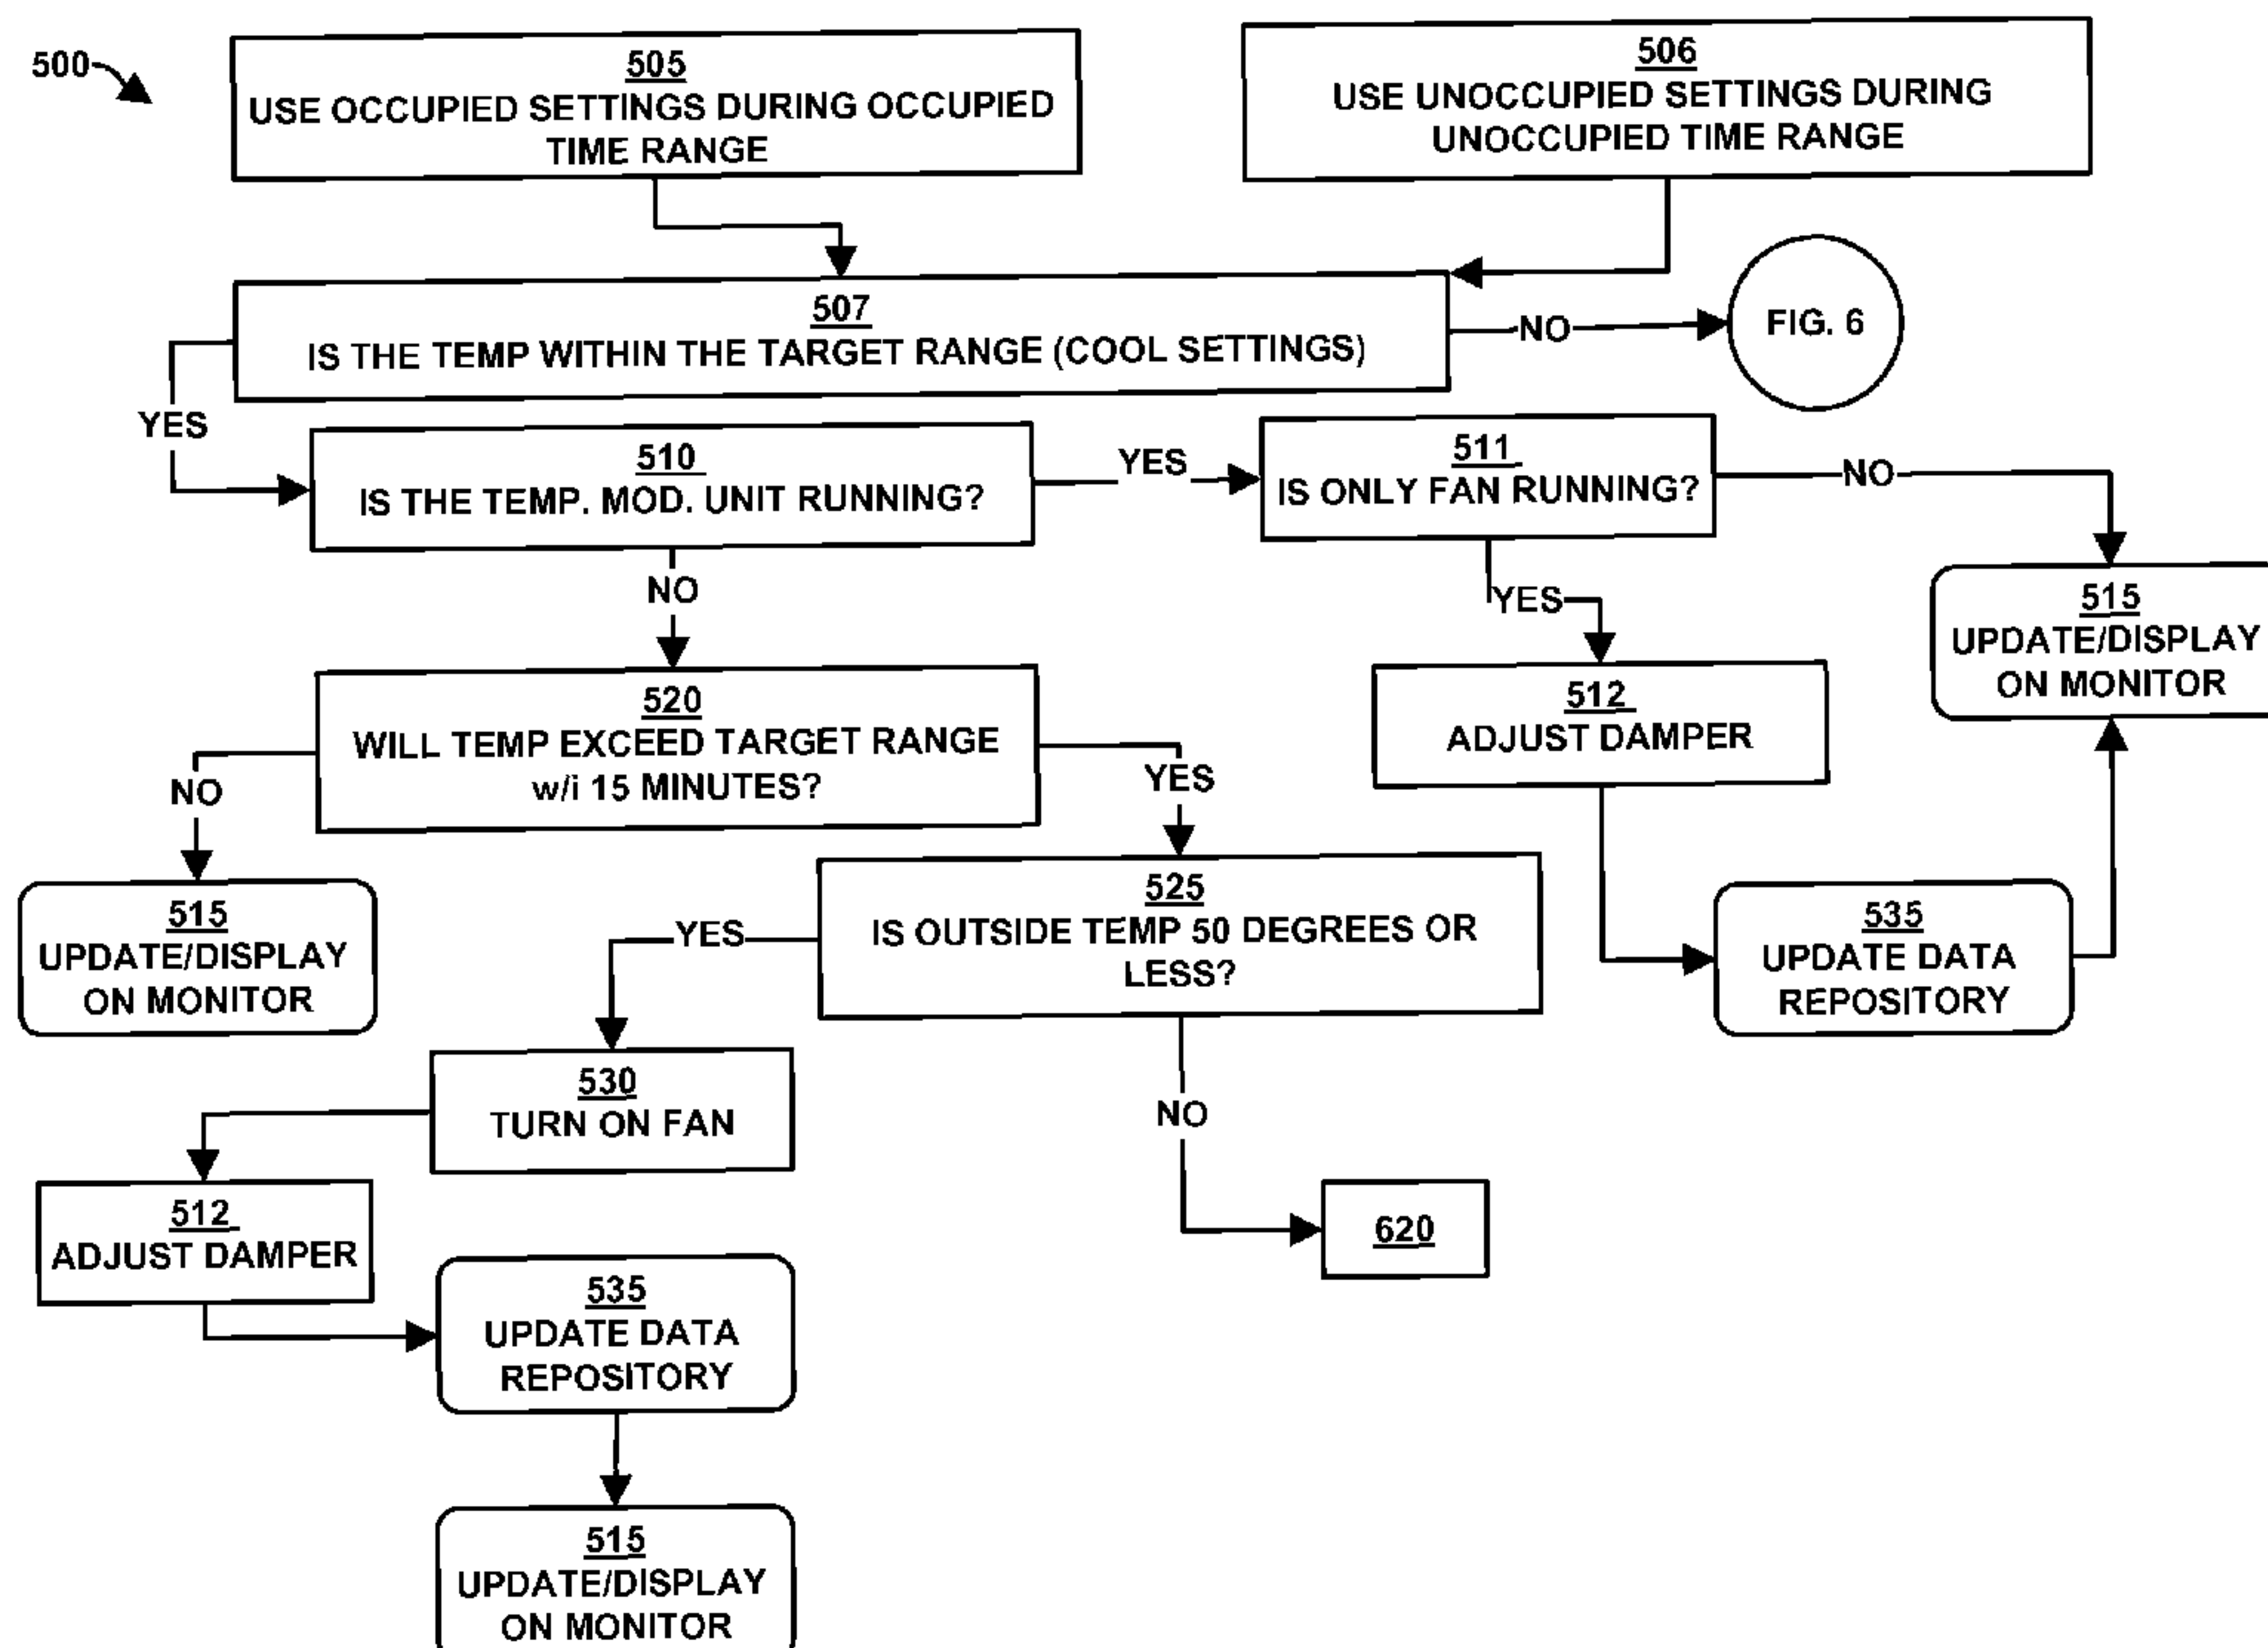 500
505
USE OCCUPIED SETTINGS DURING OCCUPIED
TIME RANGE
506
USE UNOCCUPIED SETTINGS DURING
UNOCCUPIED TIME RANGE
507
IS THE TEMP WITHIN THE TARGET RANGE (COOL SETTINGS)
NO
FIG. 6
YES
510
IS THE TEMP. MOD. UNIT RUNNING?
YES
511
IS ONLY FAN RUNNING?
NO
NO
YES
515
UPDATE/DISPLAY
ON MONITOR
520
WILL TEMP EXCEED TARGET RANGE
w/i 15 MINUTES?
512
ADJUST DAMPER
NO
YES
515
UPDATE/DISPLAY
ON MONITOR
YES
525
IS OUTSIDE TEMP 50 DEGREES OR
LESS?
535
UPDATE DATA
REPOSITORY
530
TURN ON FAN
NO
512
ADJUST DAMPER
620
535
UPDATE DATA
REPOSITORY
515
UPDATE/DISPLAY
ON MONITOR